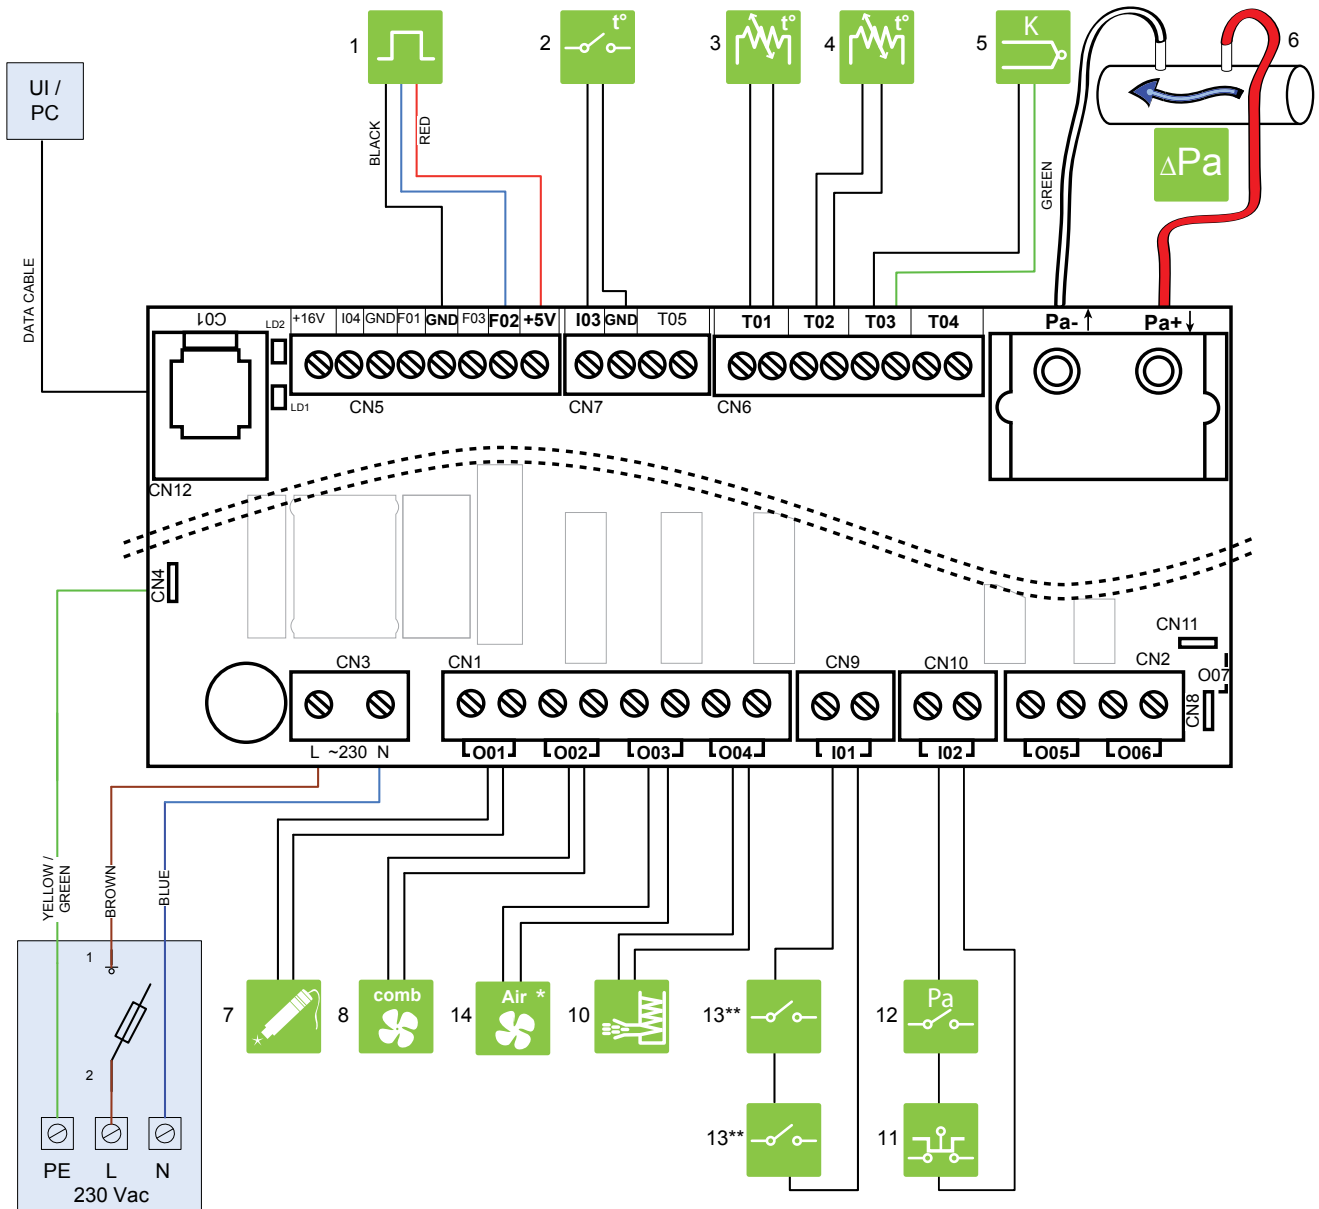 1
2
t°
3
t°
4
t°
5
K
6
UI /
PC
BLACK
RED
GREEN
ΔPa
DATA CABLE
C01
LD2
+16V
I04
GND
F01
GND
F03
F02
+5V
I03
GND
T05
T01
T02
T03
T04
Pa-
Pa+
LD1
CN5
CN7
CN6
CN12
CN4
CN11
CN3
CN1
CN9
CN10
CN2
O07
CN8
L ~230 N
O01
O02
O03
O04
I01
I02
O05
O06
YELLOW /
GREEN
BROWN
BLUE
1
2
PE
L
N
230 Vac
7
8
comb
14
Air *
10
13**
12
Pa
13**
11